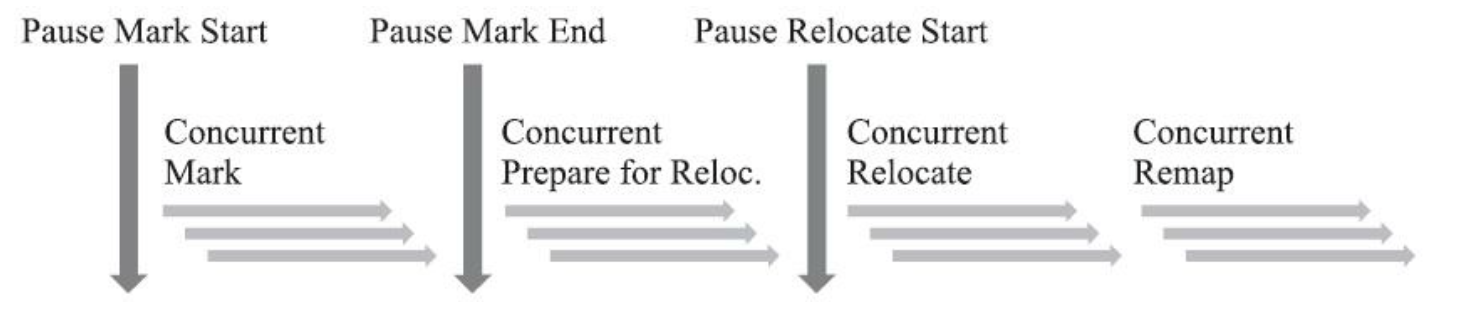 Pause Mark Start
Pause Mark End
Pause Relocate Start
Concurrent
Mark
Concurrent
Prepare for Reloc.
Concurrent
Relocate
Concurrent
Remap